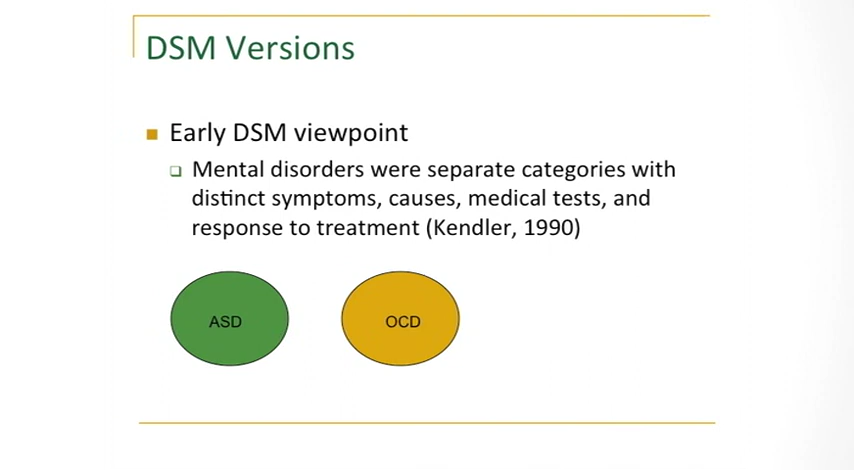 DSM Versions
Early DSM viewpoint
Mental disorders were separate categories with
distinct symptoms, causes, medical tests, and
response to treatment (Kendler, 1990)
ASD
OCD